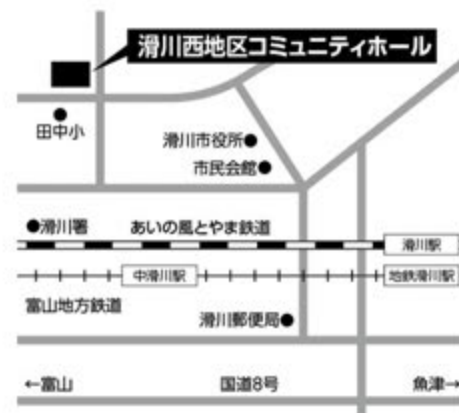 滑川西地区コミュニティホール
田中小
滑川市役所
市民会館
滑川署
あいの風とやま鉄道
滑川駅
中滑川駅
地鉄滑川駅
富山地方鉄道
滑川郵便局
←富山
国道8号
魚津→